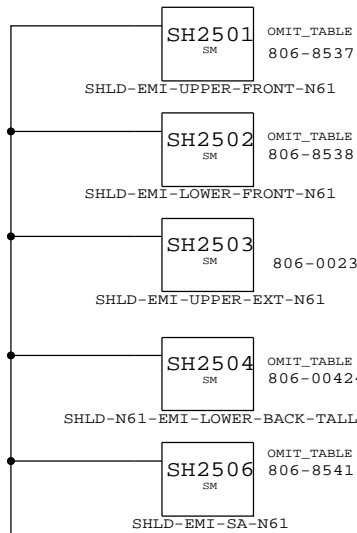 SH2501 OMIT_TABLE
SM 806-8537
SHLD-EMI-UPPER-FRONT-N61
SH2502 OMIT_TABLE
SM 806-8538
SHLD-EMI-LOWER-FRONT-N61
SH2503
SM 806-0023
SHLD-EMI-UPPER-EXT-N61
SH2504 OMIT_TABLE
SM 806-00424
SHLD-N61-EMI-LOWER-BACK-TALL
SH2506 OMIT_TABLE
SM 806-8541
SHLD-EMI-SA-N61